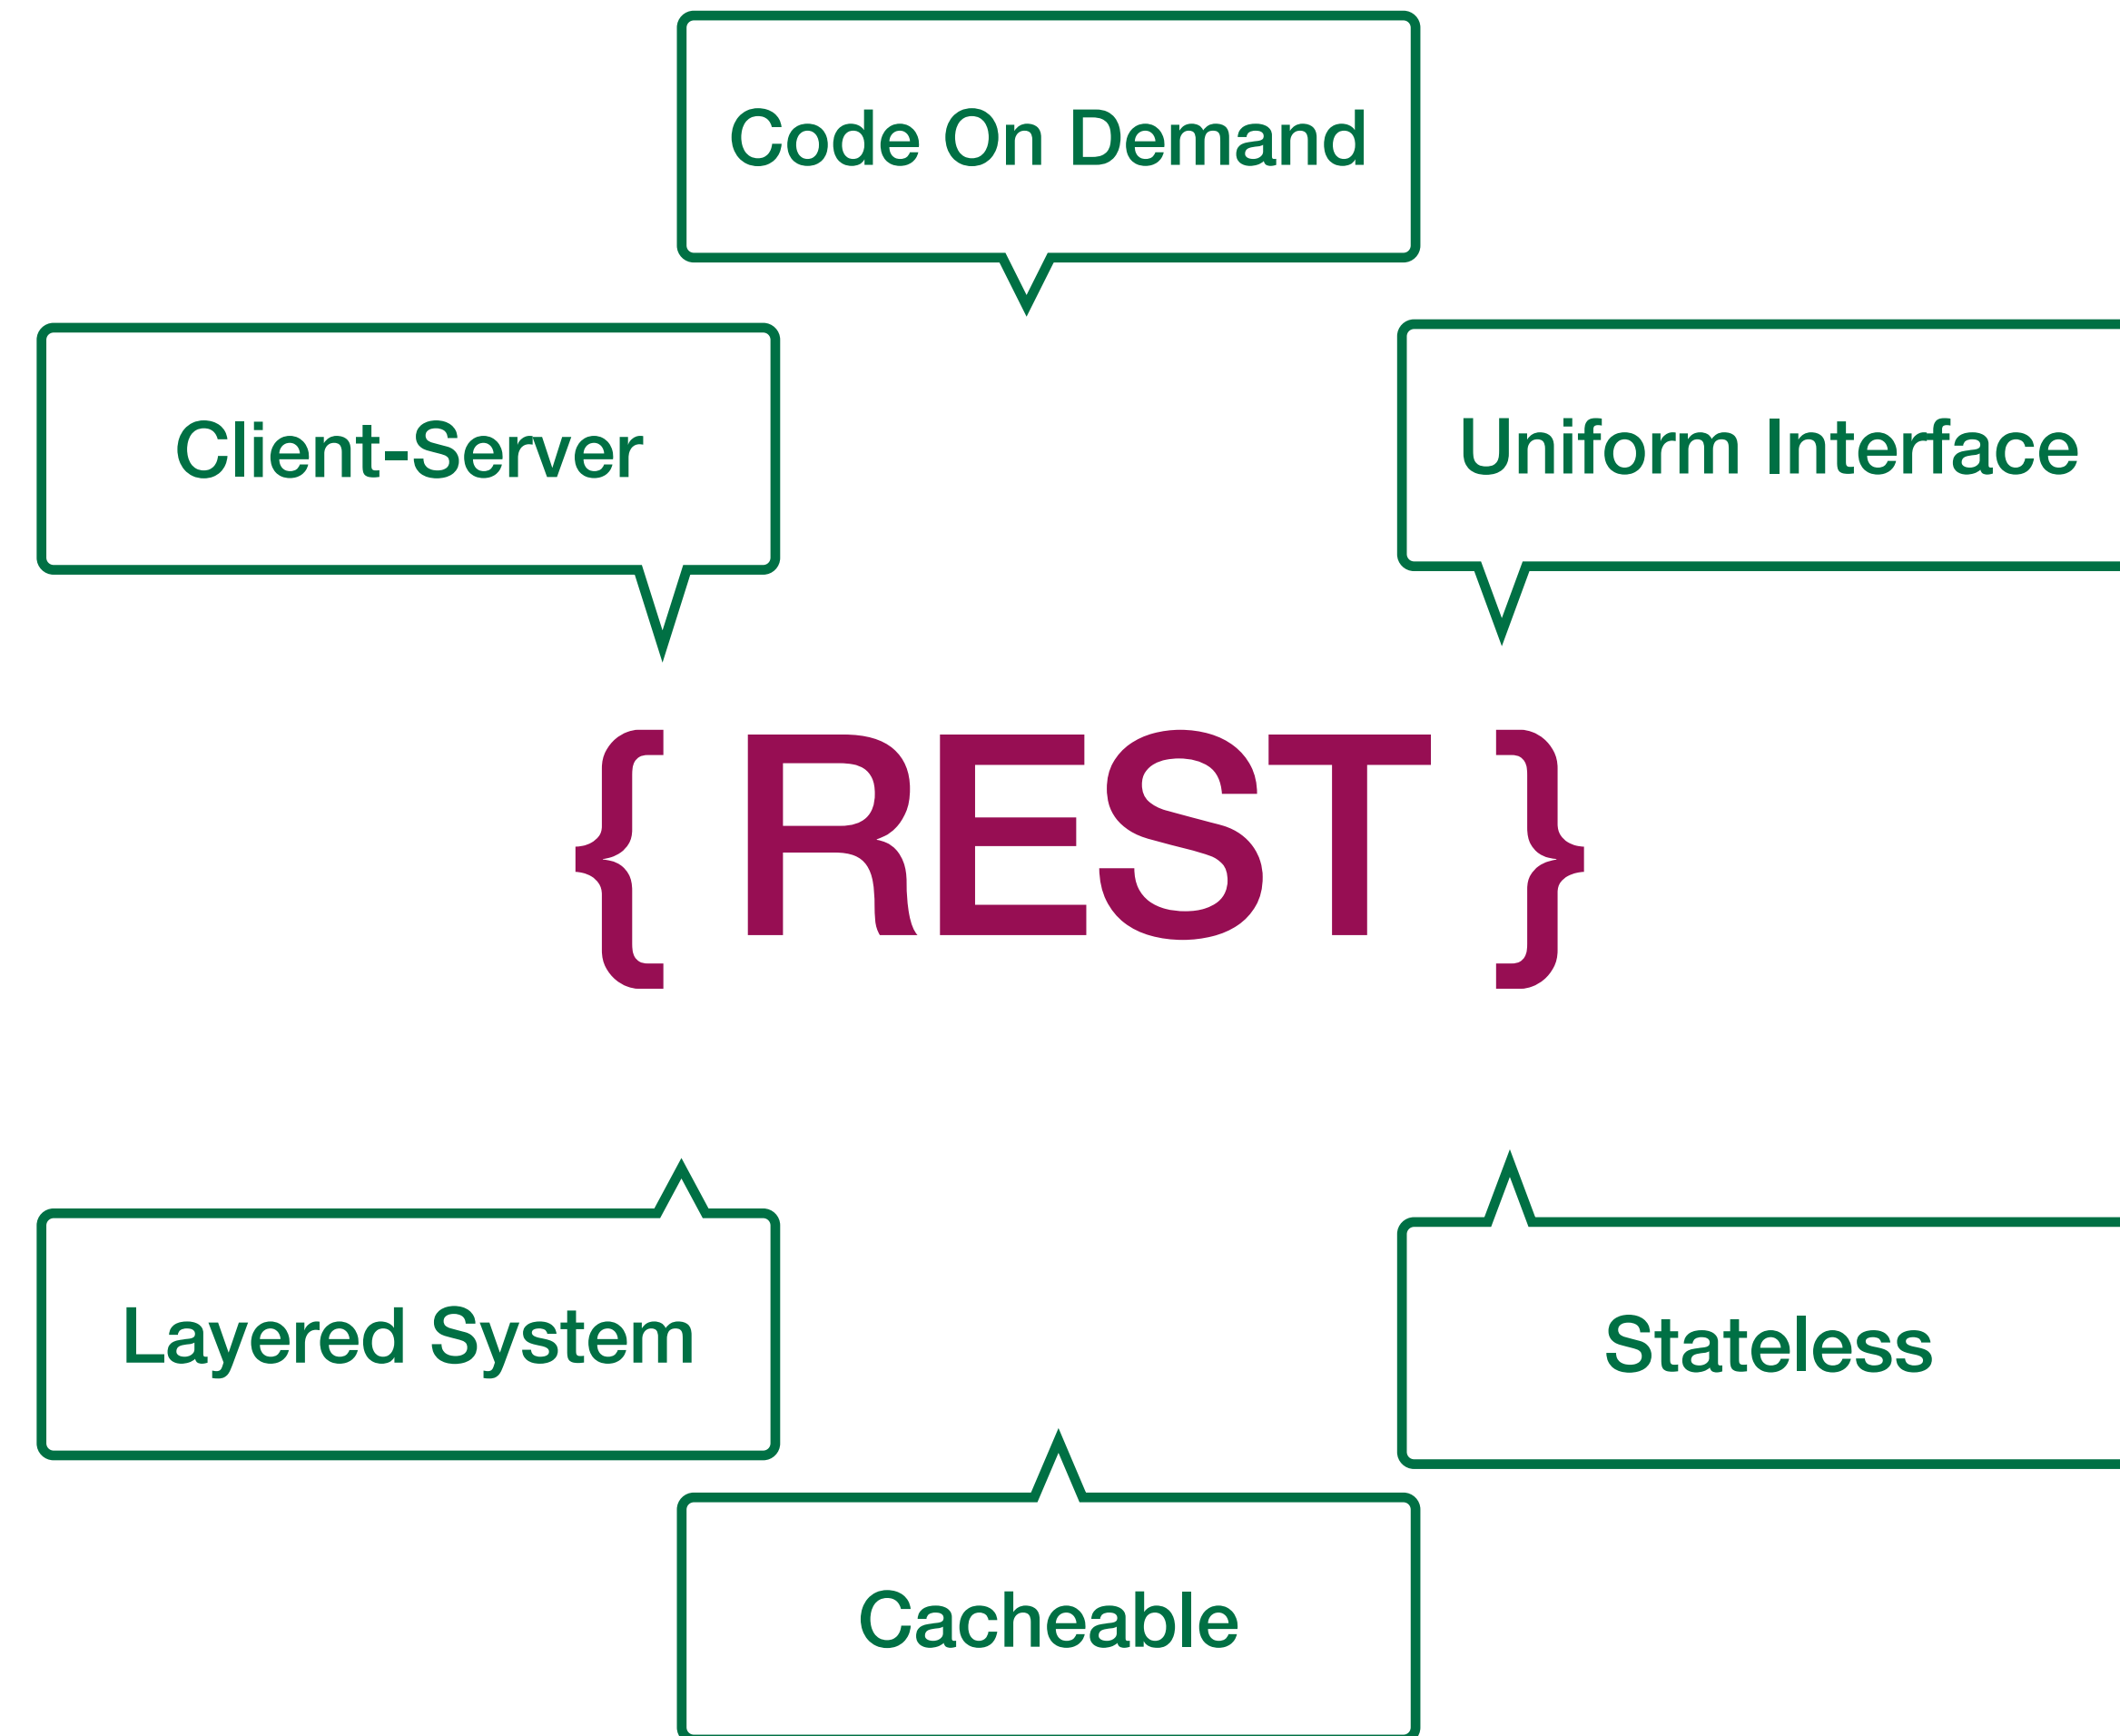 Code On Demand
Client-Server
Uniform Interface
{ REST }
Layered System
Stateless
Cacheable